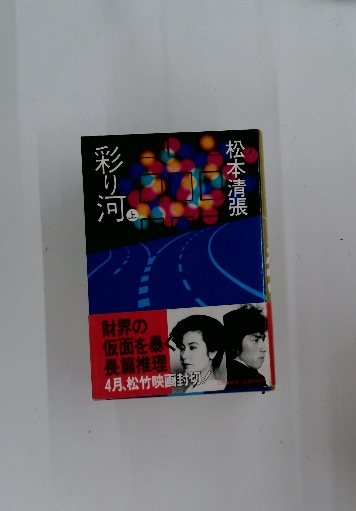 松本清張
彩り河
上
財界の
仮面を暴く
長篇推理
4月、松竹映画封切!